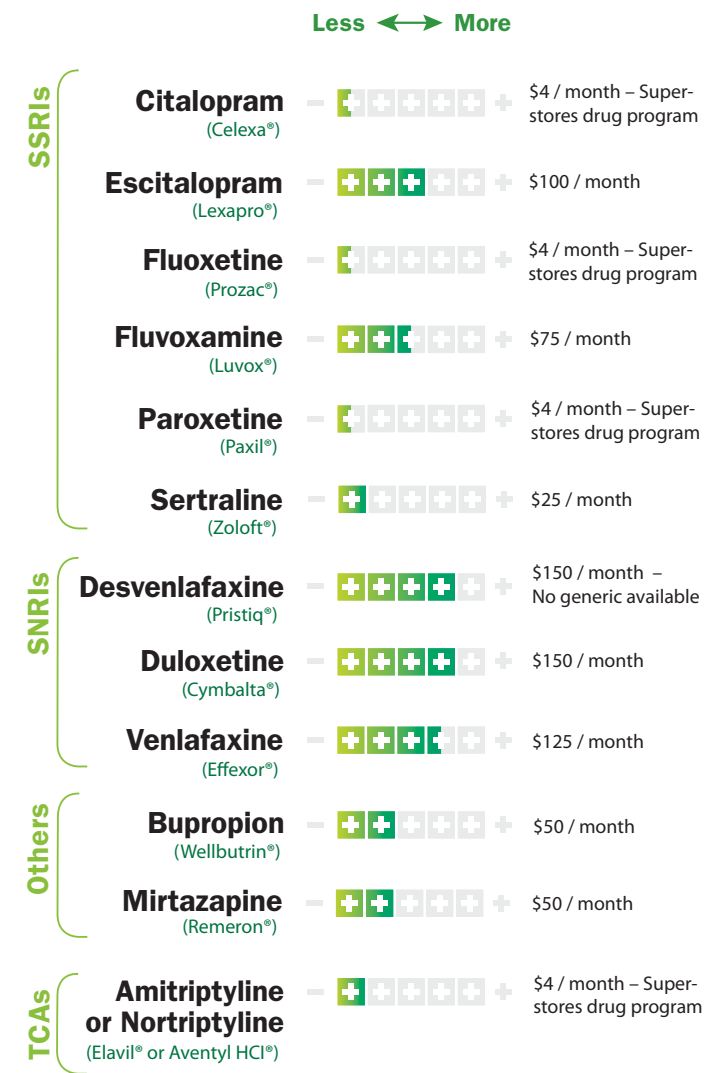 Less More
SSRIs
Citalopram
(Celexa®)
$4 / month – Super-
stores drug program
Escitalopram
(Lexapro®)
$100 / month
Fluoxetine
(Prozac®)
$4 / month – Super-
stores drug program
Fluvoxamine
(Luvox®)
$75 / month
Paroxetine
(Paxil®)
$4 / month – Super-
stores drug program
Sertraline
(Zoloft®)
$25 / month
SNRIs
Desvenlafaxine
(Pristiq®)
$150 / month –
No generic available
Duloxetine
(Cymbalta®)
$150 / month
Venlafaxine
(Effexor®)
$125 / month
Others
Bupropion
(Wellbutrin®)
$50 / month
Mirtazapine
(Remeron®)
$50 / month
TCAs
Amitriptyline
or Nortriptyline
(Elavil® or Aventyl HCI®)
$4 / month – Super-
stores drug program